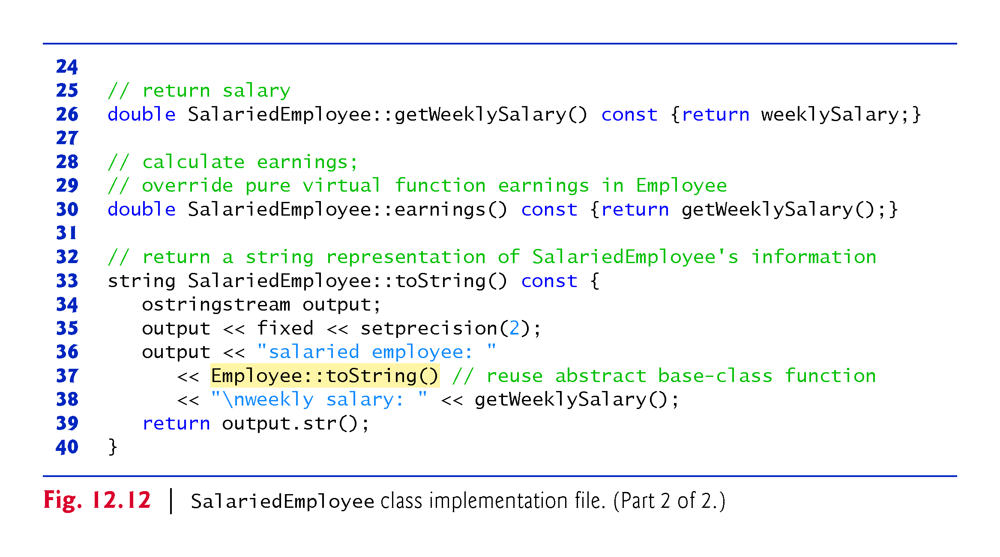 24
25 // return salary
26 double SalariedEmployee::getWeeklySalary() const {return weeklySalary;}
27
28 // calculate earnings;
29 // override pure virtual function earnings in Employee
30 double SalariedEmployee::earnings() const {return getWeeklySalary();}
31
32 // return a string representation of SalariedEmployee's information
33 string SalariedEmployee::toString() const {
34    ostringstream output;
35    output << fixed << setprecision(2);
36    output << "salaried employee: "
37       << Employee::toString() // reuse abstract base-class function
38       << "\nweekly salary: " << getWeeklySalary();
39    return output.str();
40 }
Fig. 12.12 | SalariedEmployee class implementation file. (Part 2 of 2.)